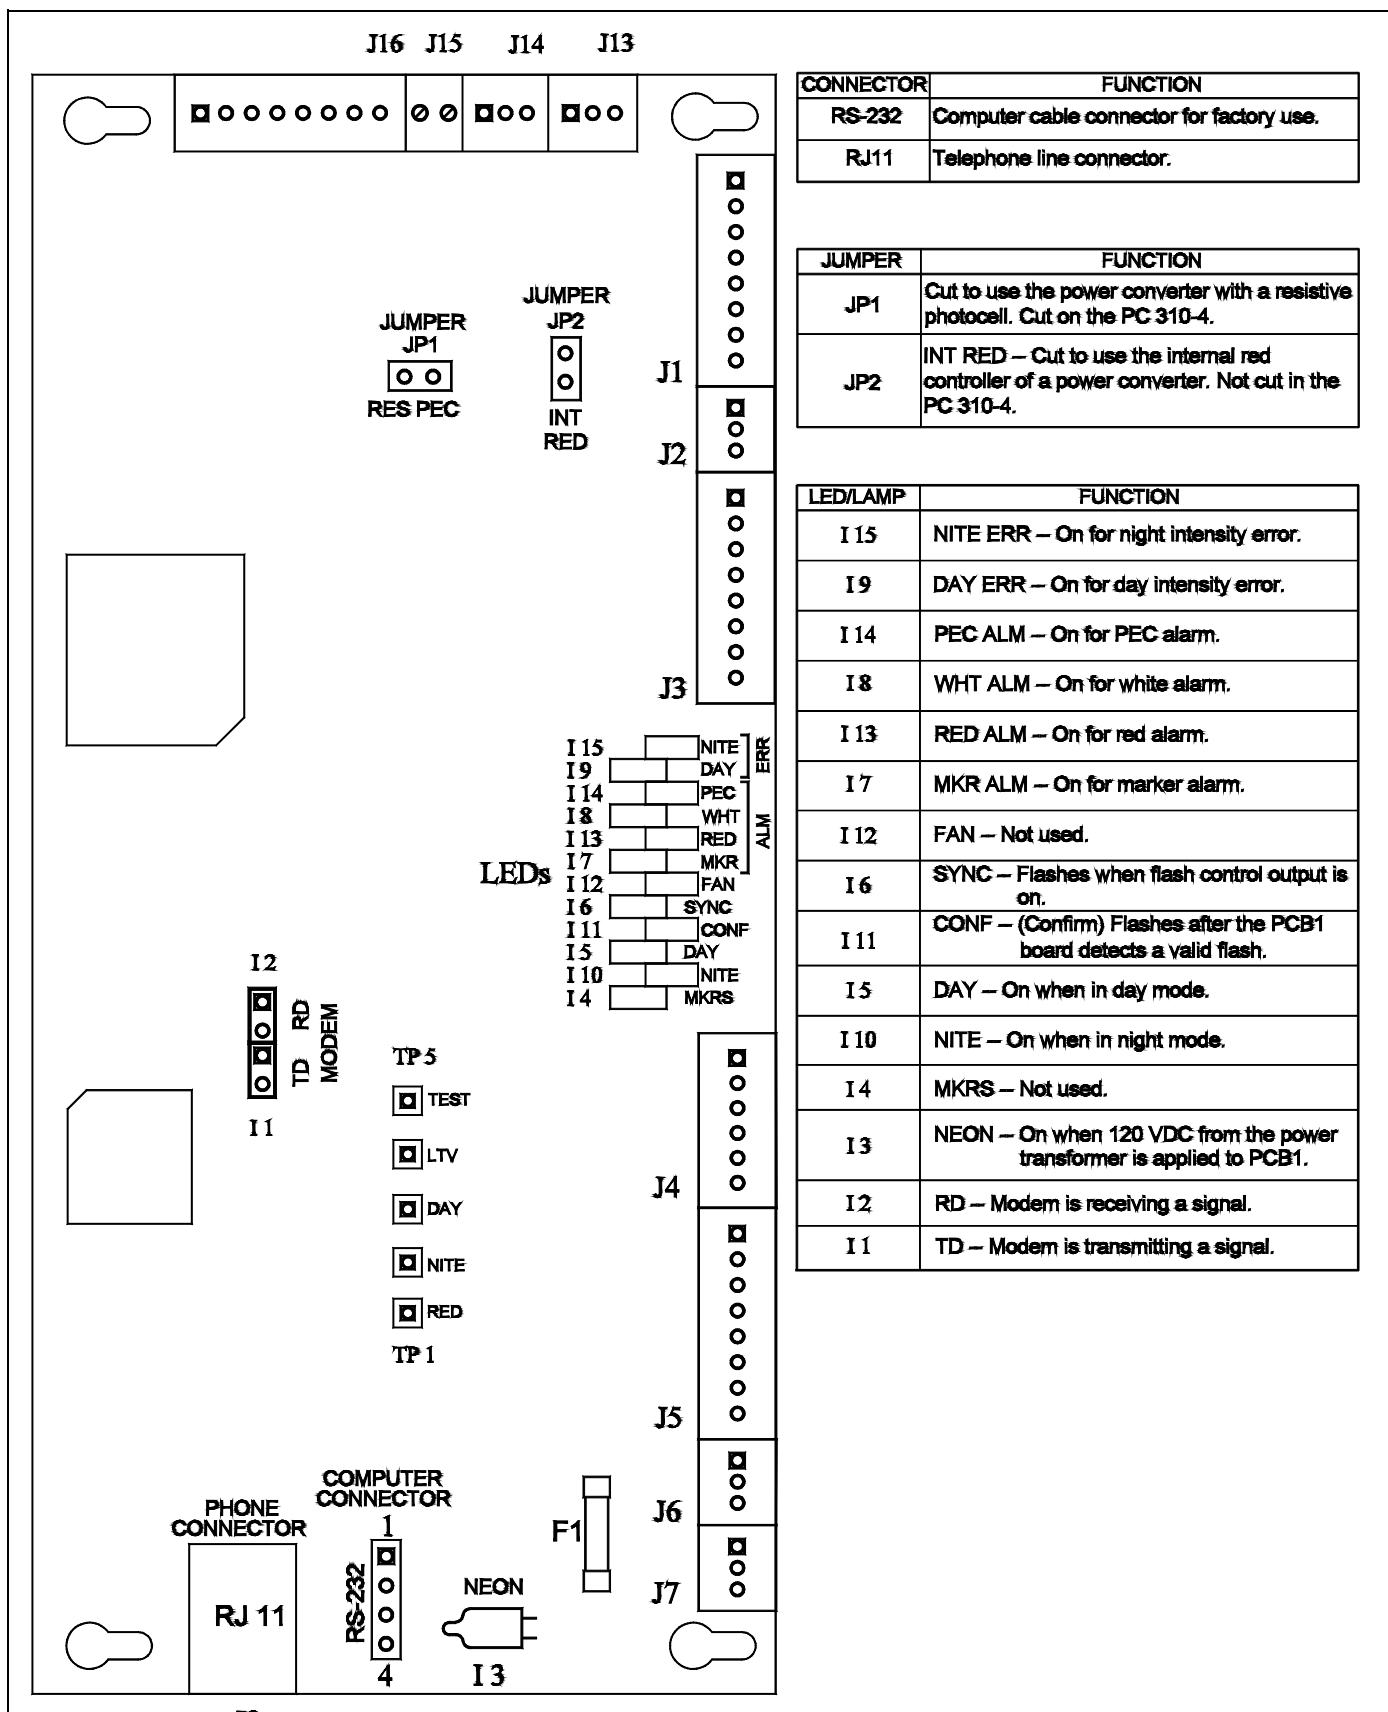 J16 J15 J14 J13
JUMPER
JP1
RES PEC
JUMPER
JP2
INT
RED
J1
J2
J3
LEDs
I 15 NITE
I 9 DAY
ERR
I 14 PEC
I 8 WHT
I 13 RED
I 7 MKR
ALM
I 12 FAN
I 6 SYNC
I 11 CONF
I 5 DAY
I 10 NITE
I 4 MKRS
I2
RD
TD
MODEM
I 1
TP 5
TEST
LTV
DAY
NITE
RED
TP 1
J4
J5
J6
J7
PHONE
CONNECTOR
RJ 11
COMPUTER
CONNECTOR
1
RS-232
4
NEON
I 3
F1
CONNECTOR FUNCTION
RS-232 Computer cable connector for factory use.
RJ11 Telephone line connector.
JUMPER FUNCTION
JP1 Cut to use the power converter with a resistive
photocell. Cut on the PC 310-4.
JP2 INT RED – Cut to use the internal red
controller of a power converter. Not cut in the
PC 310-4.
LED/LAMP FUNCTION
I 15 NITE ERR – On for night intensity error.
I 9 DAY ERR – On for day intensity error.
I 14 PEC ALM – On for PEC alarm.
I 8 WHT ALM – On for white alarm.
I 13 RED ALM – On for red alarm.
I 7 MKR ALM – On for marker alarm.
I 12 FAN – Not used.
I 6 SYNC – Flashes when flash control output is
on.
I 11 CONF – (Confirm) Flashes after the PCB1
board detects a valid flash.
I 5 DAY – On when in day mode.
I 10 NITE – On when in night mode.
I 4 MKRS – Not used.
I 3 NEON – On when 120 VDC from the power
transformer is applied to PCB1.
I 2 RD – Modem is receiving a signal.
I 1 TD – Modem is transmitting a signal.